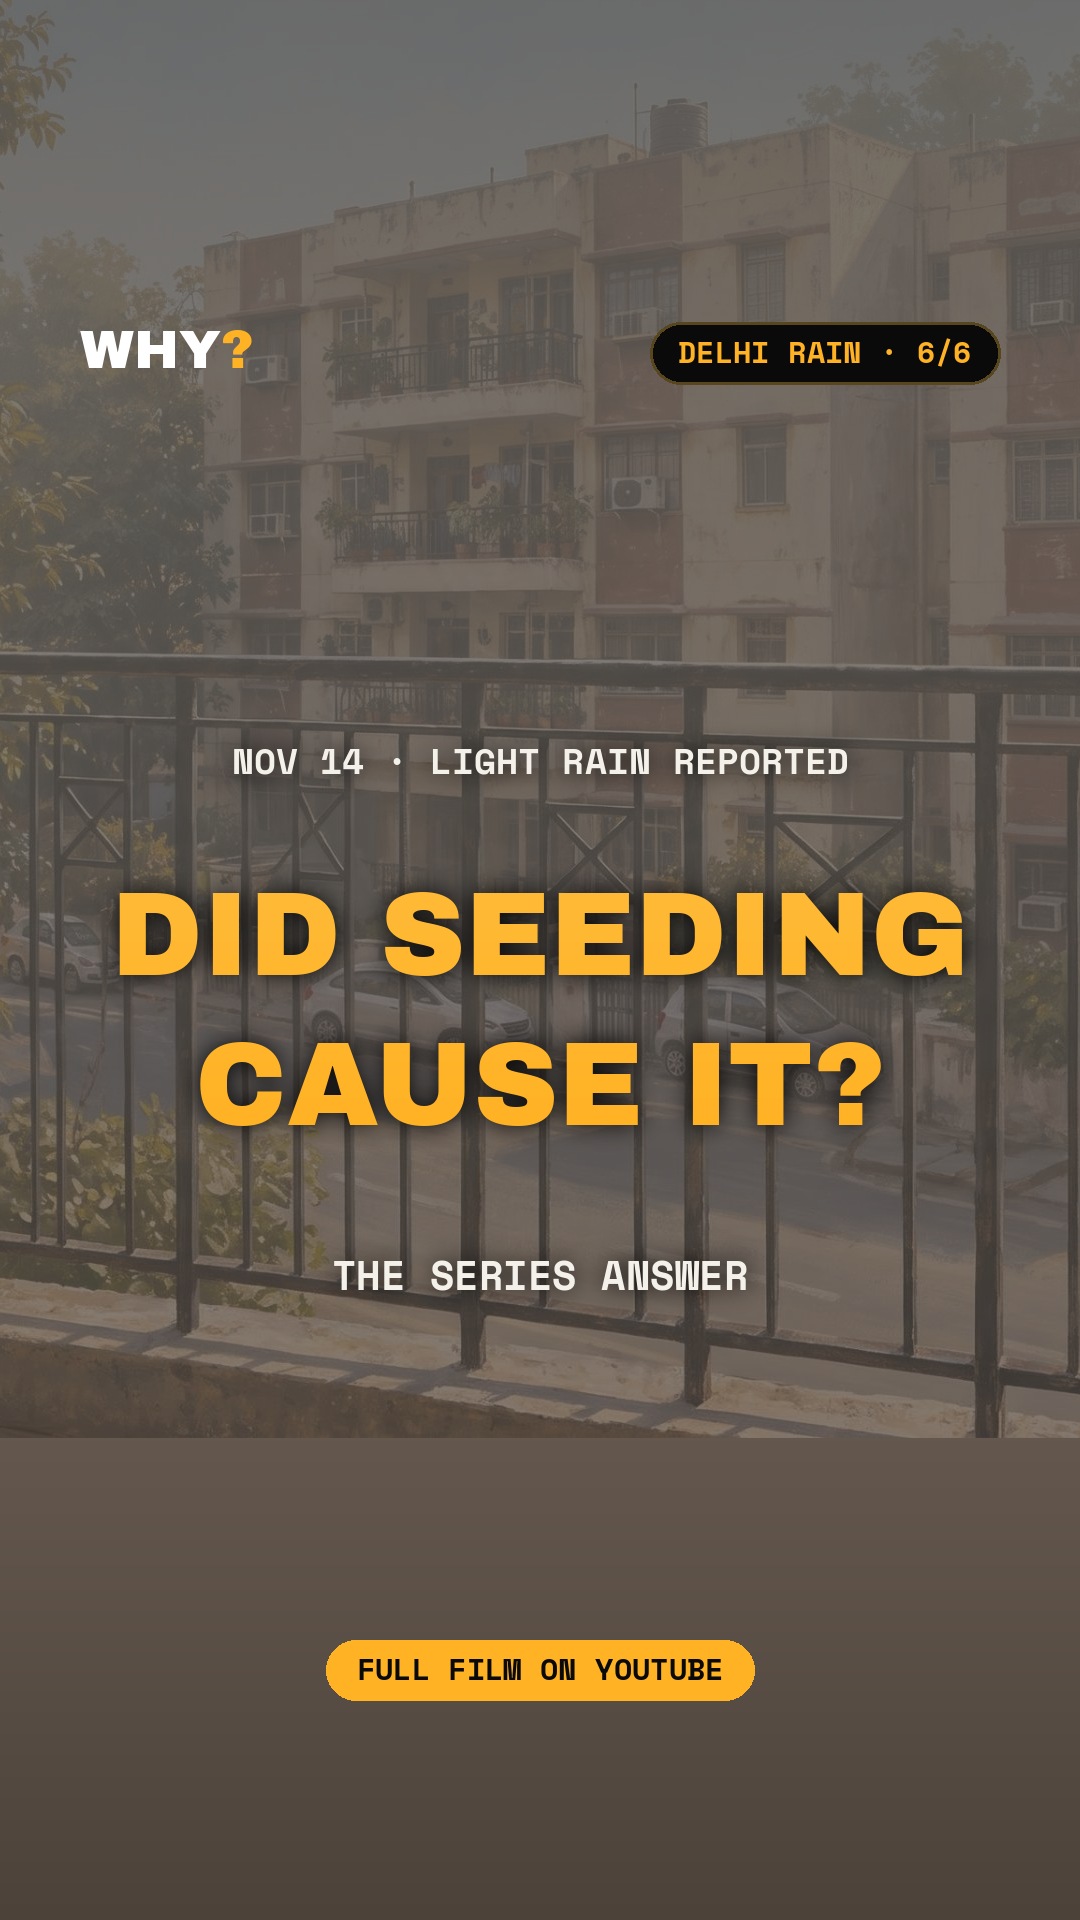 WHY?
DELHI RAIN · 6/6
NOV 14 · LIGHT RAIN REPORTED
DID SEEDING
CAUSE IT?
THE SERIES ANSWER
FULL FILM ON YOUTUBE